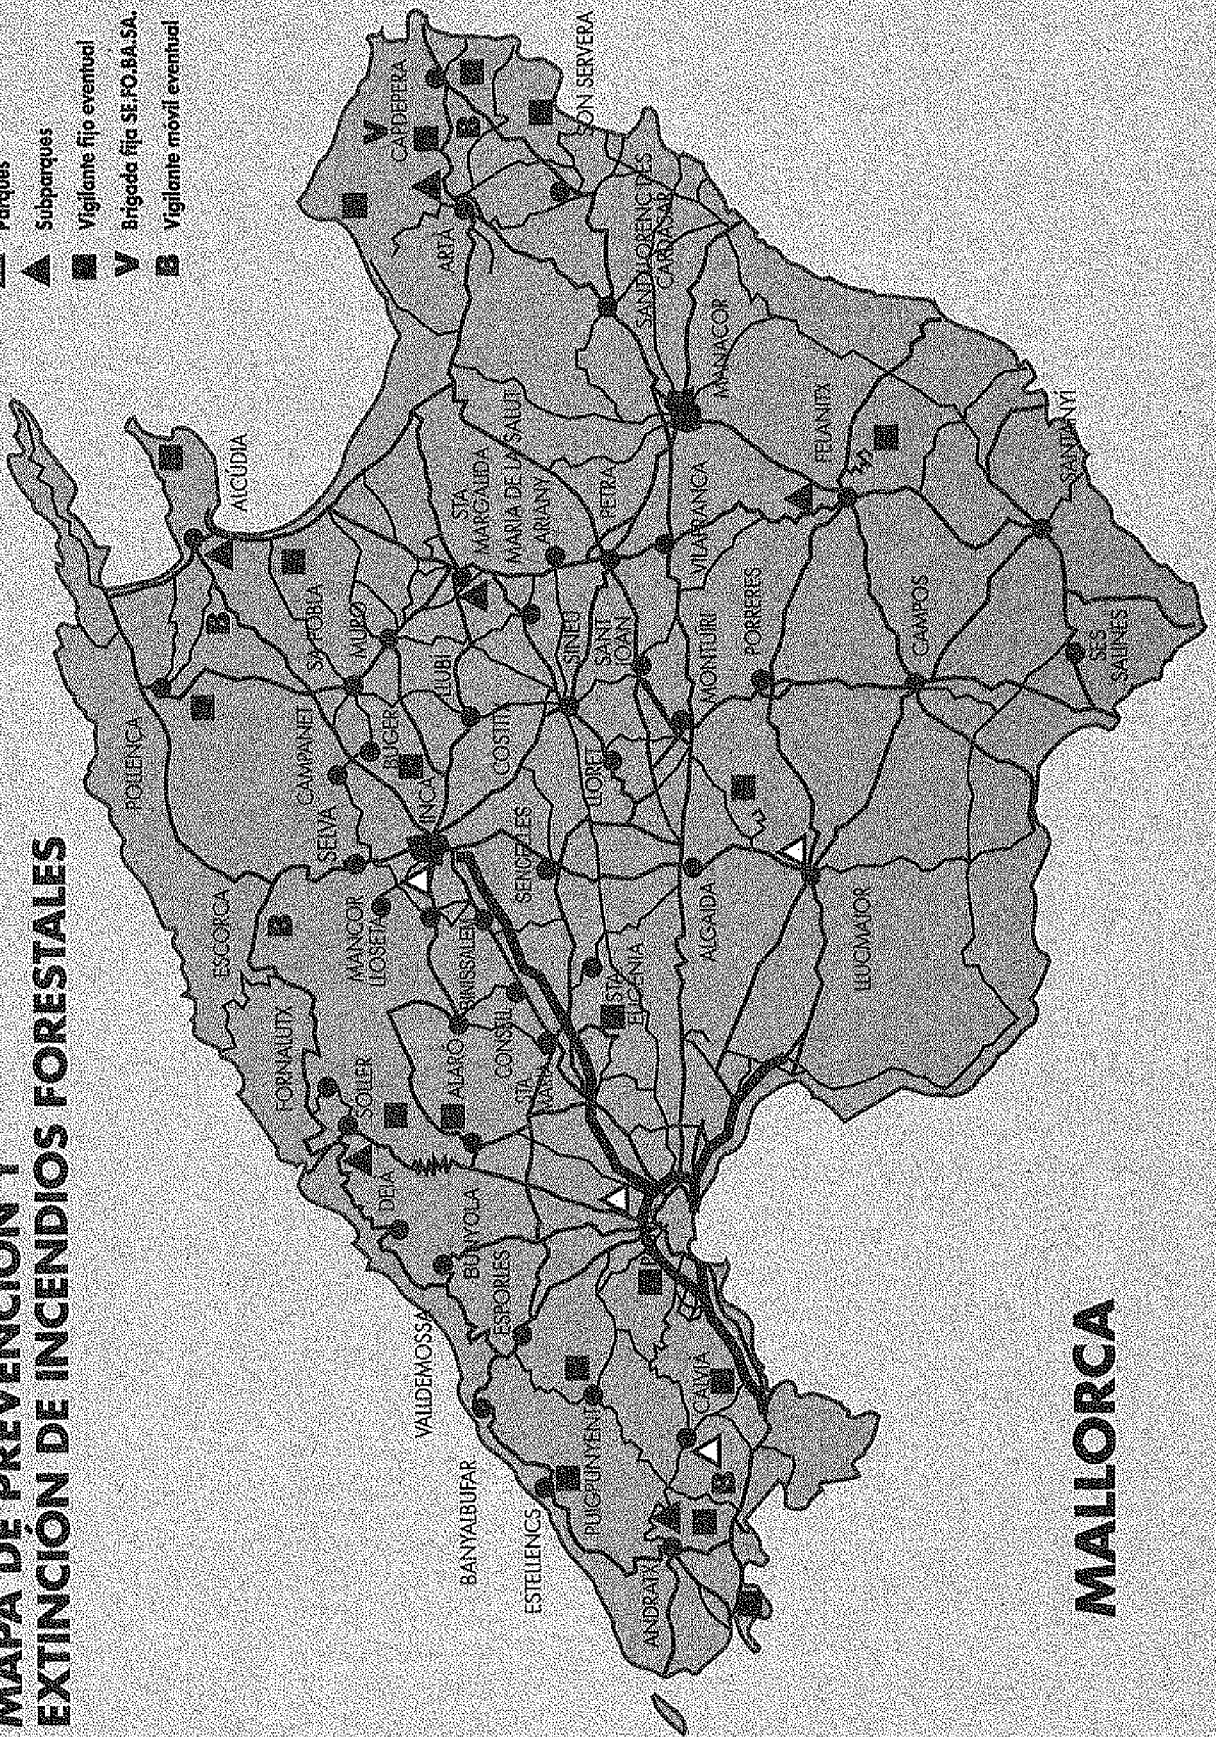 MAPA DE PREVENCIÓN Y
EXTINCIÓN DE INCENDIOS FORESTALES
Parques
Subparques
Vigilante fijo eventual
V Brigada fija SE.FO.BA.SA.
B Vigilante móvil eventual
POLLENÇA
ALCÚDIA
ESCORCA
B
B
FORNALUTX
CAMPANET
SA POBLA
SELVA
MURO
BÚGER
MANCOR
LLOSETA
INCA
LLUBÍ
STA
MARGALIDA
MARIA DE LA SALUT
ARIANY
ARTÀ
V
CAPDEPERA
B
SON SERVERA
SÓLLER
DEIÀ
ALARÓ
BINISSALEM
CONSELL
STA
MARIA
COSTITX
SENCELLES
SINEU
SANT
JOAN
LLORET
PETRA
SANT LLORENÇ DES
CARDASSAR
VALLDEMOSSA
BUNYOLA
ESPORLES
STA
EUGENIA
VILAFRANCA
MANACOR
BANYALBUFAR
ESTELLENCS
PUIGPUNYENT
ALGAIDA
MONTUÏRI
PORRERES
FELANITX
CALVIÀ
B
ANDRATX
LLUCMAJOR
CAMPOS
SANTANYÍ
SES
SALINES
MALLORCA